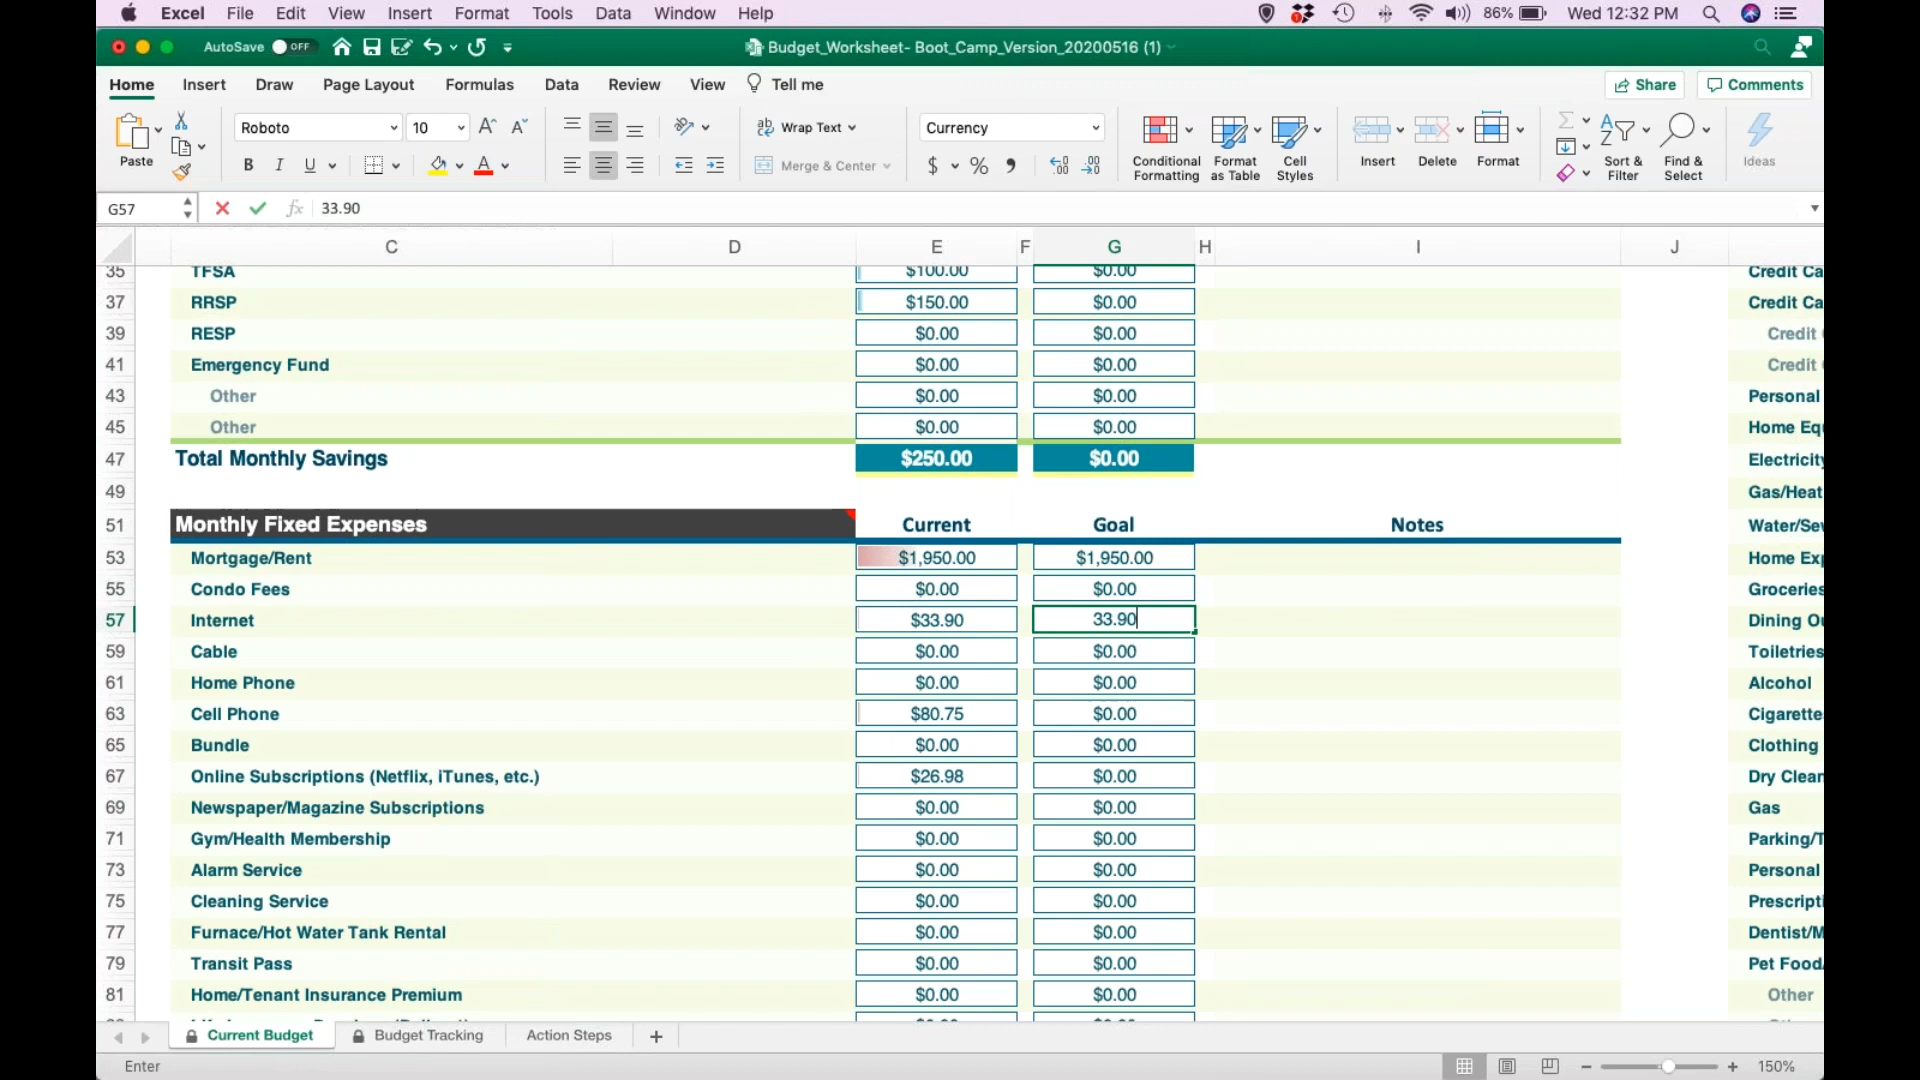 Excel File Edit View Insert Format Tools Data Window Help 86% Wed 12:32 PM
AutoSave OFF Budget_Worksheet- Boot_Camp_Version_20200516 (1)
Home Insert Draw Page Layout Formulas Data Review View Tell me Share Comments
Roboto 10 Wrap Text Currency
Paste B I U A Merge & Center $ % Conditional Formatting Format as Table Cell Styles Insert Delete Format Sort & Filter Find & Select Ideas
G57 fx 33.90
C D E F G H I J
35 TFSA $100.00 $0.00 Credit Ca
37 RRSP $150.00 $0.00 Credit Ca
39 RESP $0.00 $0.00 Credit
41 Emergency Fund $0.00 $0.00 Credit
43 Other $0.00 $0.00 Personal
45 Other $0.00 $0.00 Home Equ
47 Total Monthly Savings $250.00 $0.00 Electricity
49 Gas/Heat
51 Monthly Fixed Expenses Current Goal Notes Water/Sew
53 Mortgage/Rent $1,950.00 $1,950.00 Home Exp
55 Condo Fees $0.00 $0.00 Groceries
57 Internet $33.90 33.90 Dining Ou
59 Cable $0.00 $0.00 Toiletries
61 Home Phone $0.00 $0.00 Alcohol
63 Cell Phone $80.75 $0.00 Cigarette
65 Bundle $0.00 $0.00 Clothing
67 Online Subscriptions (Netflix, iTunes, etc.) $26.98 $0.00 Dry Clean
69 Newspaper/Magazine Subscriptions $0.00 $0.00 Gas
71 Gym/Health Membership $0.00 $0.00 Parking/T
73 Alarm Service $0.00 $0.00 Personal
75 Cleaning Service $0.00 $0.00 Prescripti
77 Furnace/Hot Water Tank Rental $0.00 $0.00 Dentist/M
79 Transit Pass $0.00 $0.00 Pet Food/
81 Home/Tenant Insurance Premium $0.00 $0.00 Other
Current Budget Budget Tracking Action Steps +
Enter 150%